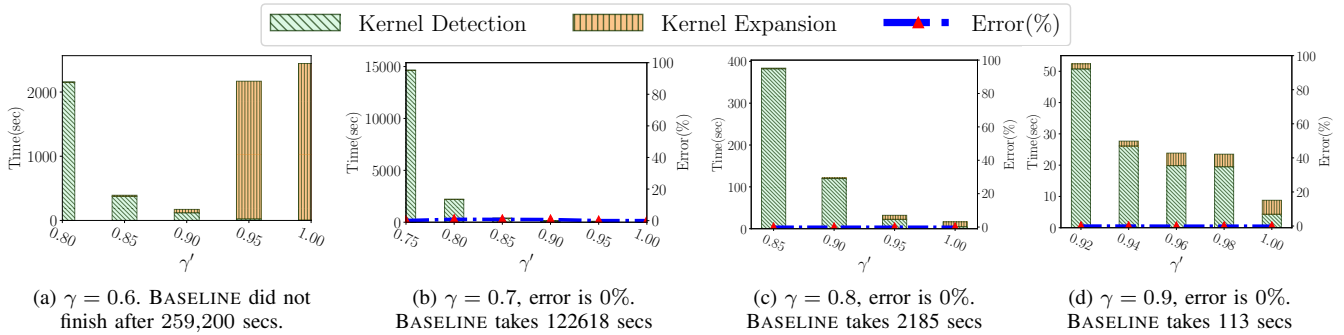 Kernel Detection Kernel Expansion Error(%)
Time(sec)
2000
1000
0
0.80 0.85 0.90 0.95 1.00
γ′
(a) γ = 0.6. BASELINE did not
finish after 259,200 secs.
Time(sec)
15000
10000
5000
0
100
80
60
40
20
0
Error(%)
0.75 0.80 0.85 0.90 0.95 1.00
γ′
(b) γ = 0.7, error is 0%.
BASELINE takes 122618 secs
Time(sec)
400
300
200
100
0
100
80
60
40
20
0
Error(%)
0.85 0.90 0.95 1.00
γ′
(c) γ = 0.8, error is 0%.
BASELINE takes 2185 secs
Time(sec)
50
40
30
20
10
0
100
80
60
40
20
0
Error(%)
0.92 0.94 0.96 0.98 1.00
γ′
(d) γ = 0.9, error is 0%.
BASELINE takes 113 secs